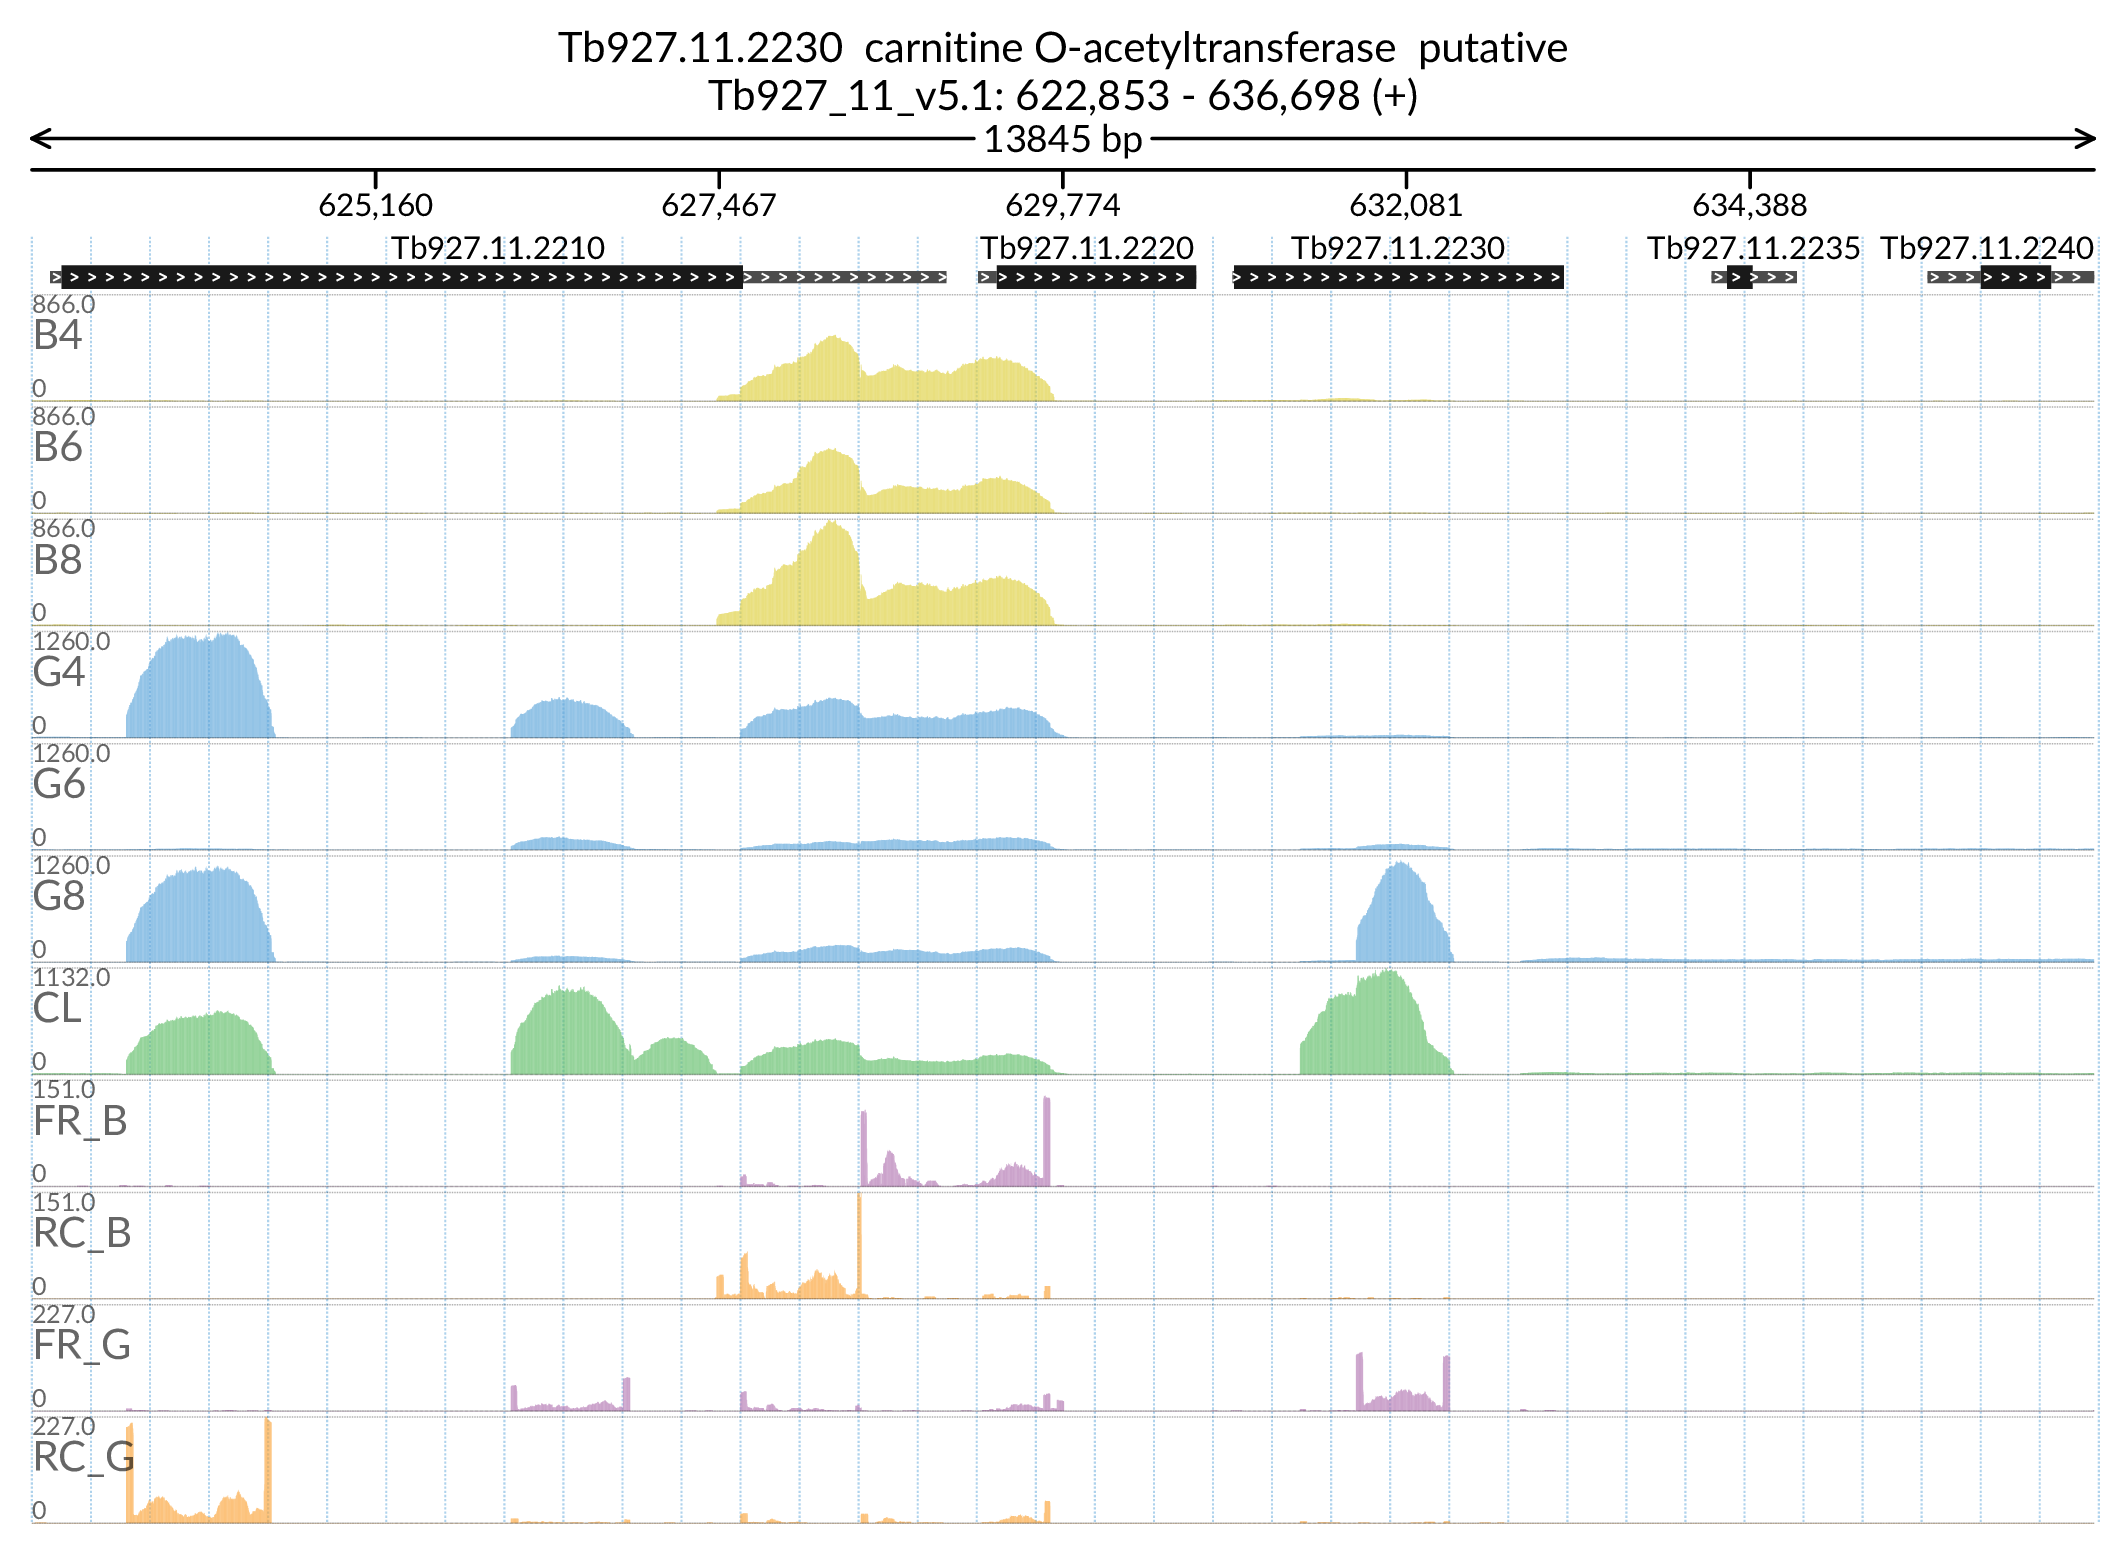 Tb927.11.2230  carnitine O-acetyltransferase  putative
Tb927_11_v5.1: 622,853 - 636,698 (+)
13845 bp
625,160 627,467 629,774 632,081 634,388
Tb927.11.2210 Tb927.11.2220 Tb927.11.2230 Tb927.11.2235 Tb927.11.2240
866.0
B4
0
866.0
B6
0
866.0
B8
0
1260.0
G4
0
1260.0
G6
0
1260.0
G8
0
1132.0
CL
0
151.0
FR_B
0
151.0
RC_B
0
227.0
FR_G
0
227.0
RC_G
0